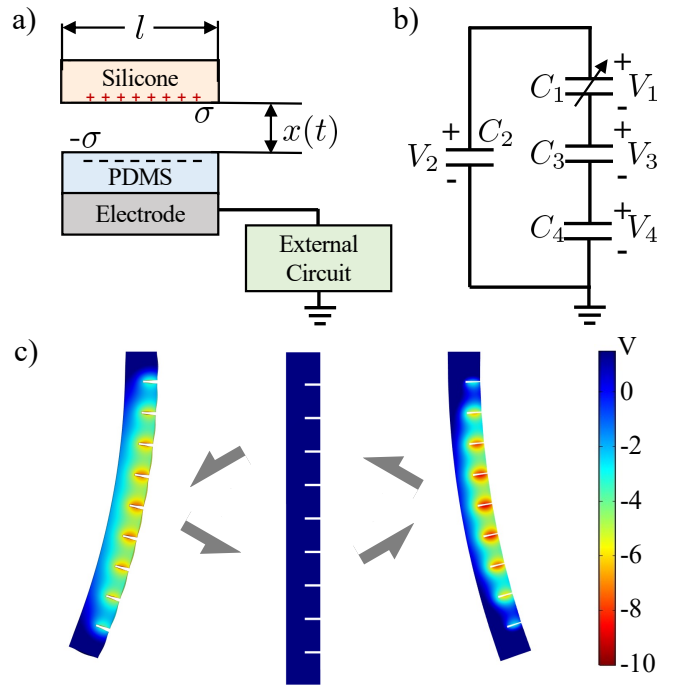 a)
l
Silicone
+ + + + + + + +
σ
x(t)
-σ
PDMS
Electrode
External
Circuit
b)
+
C₁ V₁
-
+ C₂
V₂
-
+
C₃ V₃
-
+
C₄ V₄
-
c)
V
0
-2
-4
-6
-8
-10